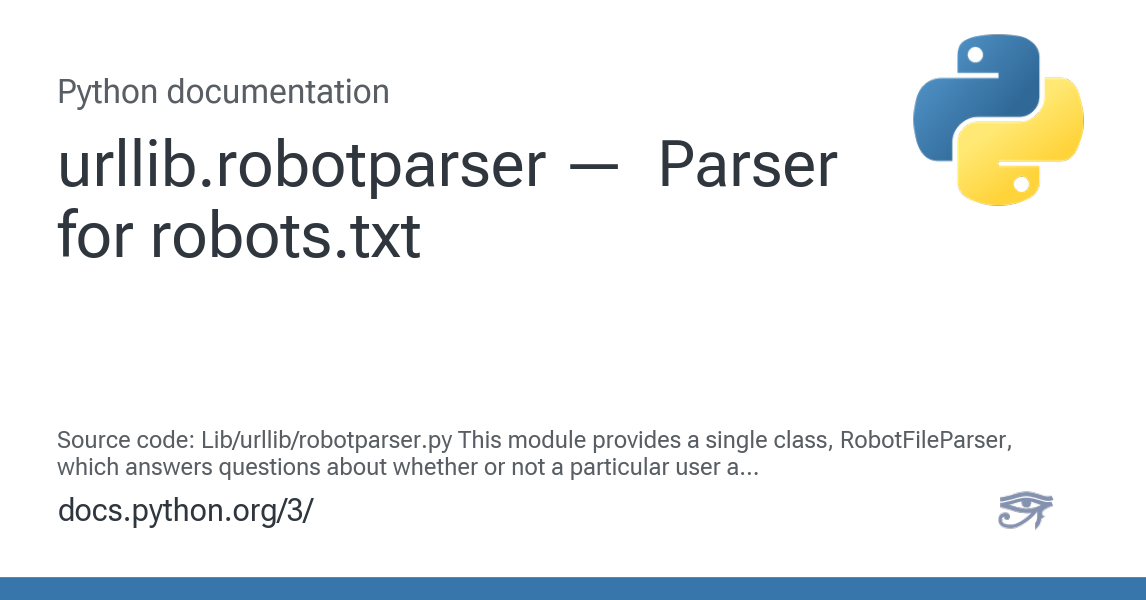 Python documentation
urllib.robotparser — Parser
for robots.txt
Source code: Lib/urllib/robotparser.py This module provides a single class, RobotFileParser,
which answers questions about whether or not a particular user a...
docs.python.org/3/